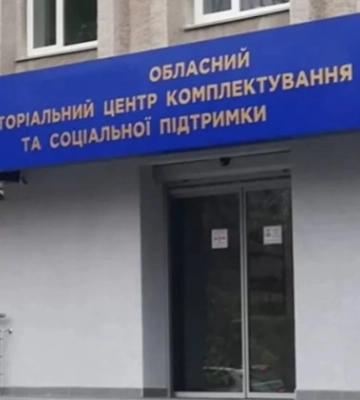 ОБЛАСНИЙ
ТОРІАЛЬНИЙ ЦЕНТР КОМПЛЕКТУВАННЯ
ТА СОЦІАЛЬНОЇ ПІДТРИМКИ